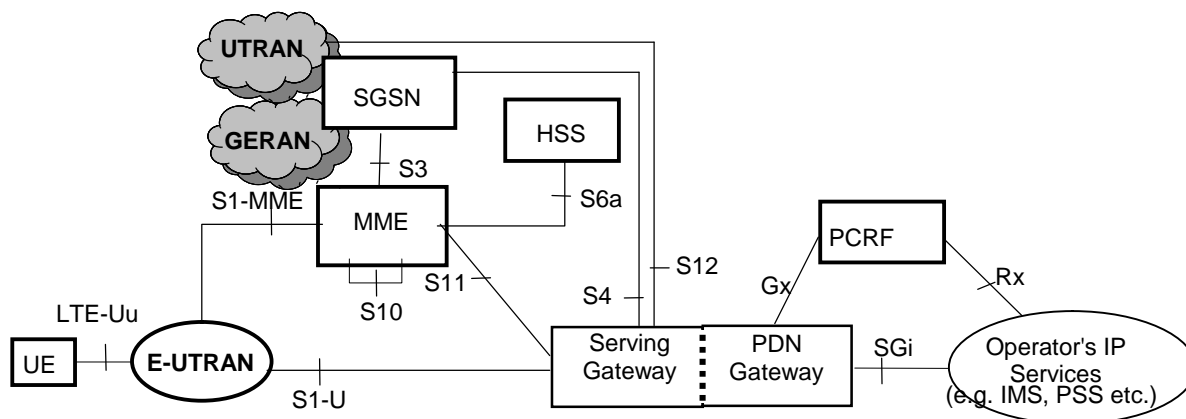 UTRAN
SGSN
GERAN
HSS
S3
S1-MME
S6a
MME
PCRF
S11
S12
S10
S4
Gx
Rx
LTE-Uu
UE
E-UTRAN
Serving
Gateway
PDN
Gateway
SGi
Operator's IP
Services
(e.g. IMS, PSS etc.)
S1-U